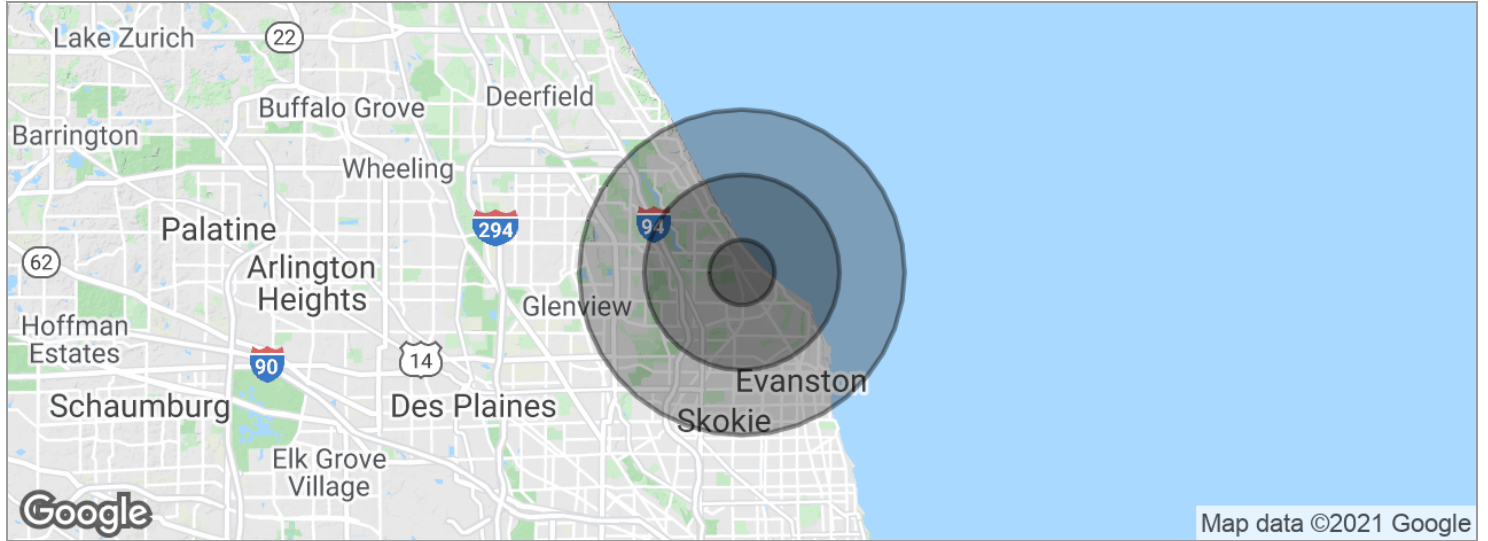 Lake Zurich
22
Buffalo Grove
Deerfield
Barrington
Wheeling
Palatine
294
94
62
Arlington
Heights
Glenview
Hoffman
Estates
90
14
Evanston
Schaumburg
Des Plaines
Skokie
Elk Grove
Village
Google
Map data ©2021 Google